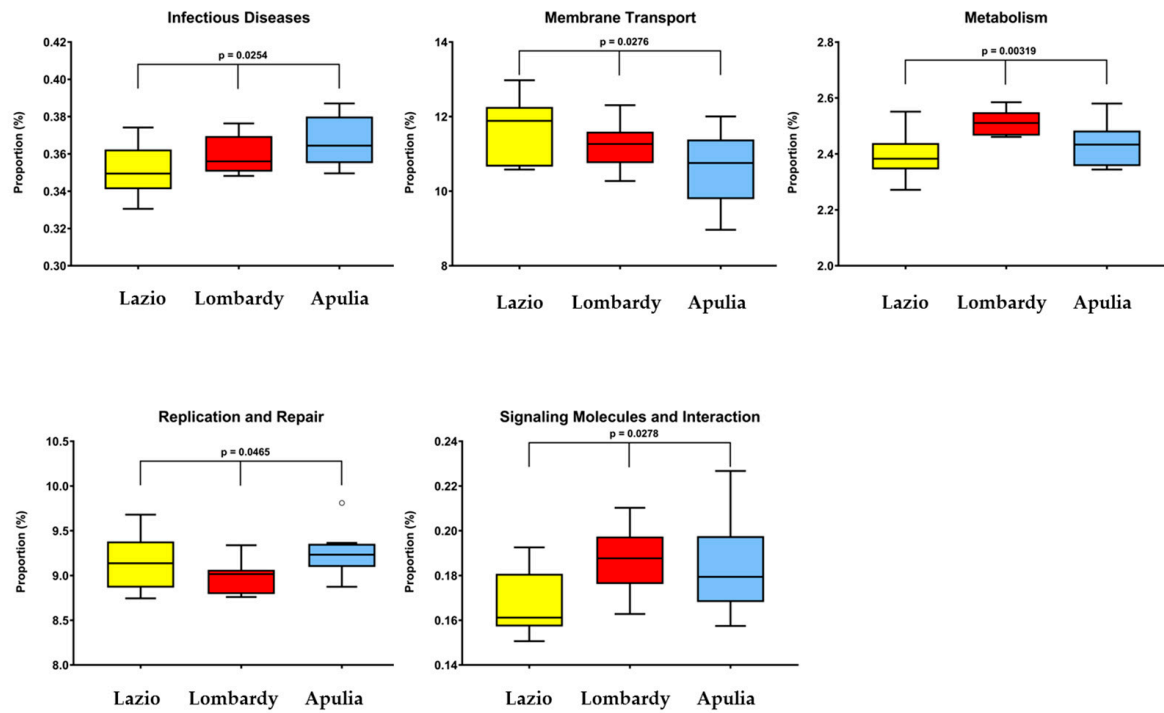 Infectious Diseases
Proportion (%)
0.42
0.40
0.38
0.36
0.34
0.32
0.30
p = 0.0254
Lazio Lombardy Apulia
Membrane Transport
Proportion (%)
14
12
10
8
p = 0.0276
Lazio Lombardy Apulia
Metabolism
Proportion (%)
2.8
2.6
2.4
2.2
2.0
p = 0.00319
Lazio Lombardy Apulia
Replication and Repair
Proportion (%)
10.5
10.0
9.5
9.0
8.5
8.0
p = 0.0465
Lazio Lombardy Apulia
Signaling Molecules and Interaction
Proportion (%)
0.24
0.22
0.20
0.18
0.16
0.14
p = 0.0278
Lazio Lombardy Apulia